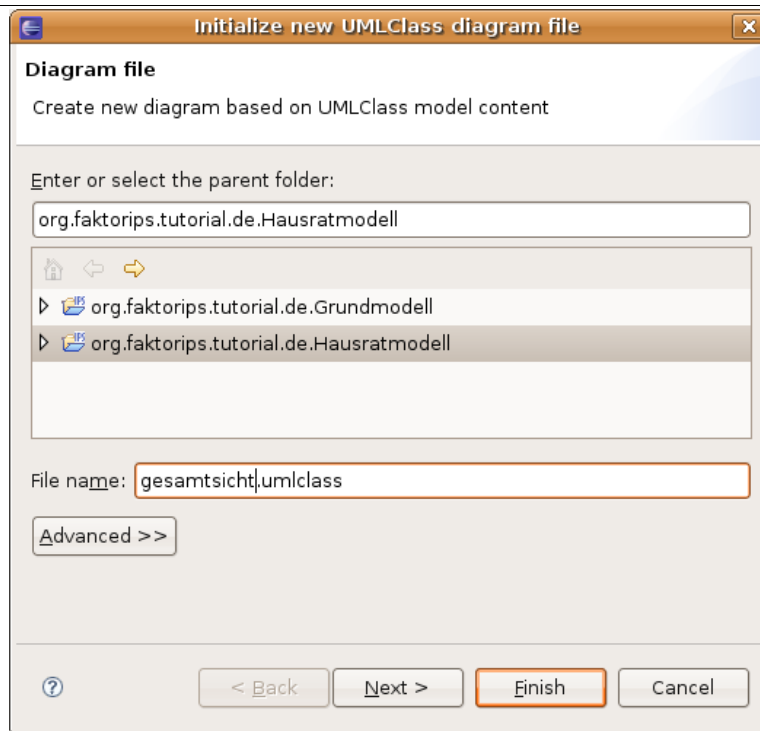 Initialize new UMLClass diagram file
Diagram file
Create new diagram based on UMLClass model content
Enter or select the parent folder:
org.faktorips.tutorial.de.Hausratmodell
org.faktorips.tutorial.de.Grundmodell
org.faktorips.tutorial.de.Hausratmodell
File name: gesamtsicht.umlclass
Advanced >>
< Back Next > Finish Cancel